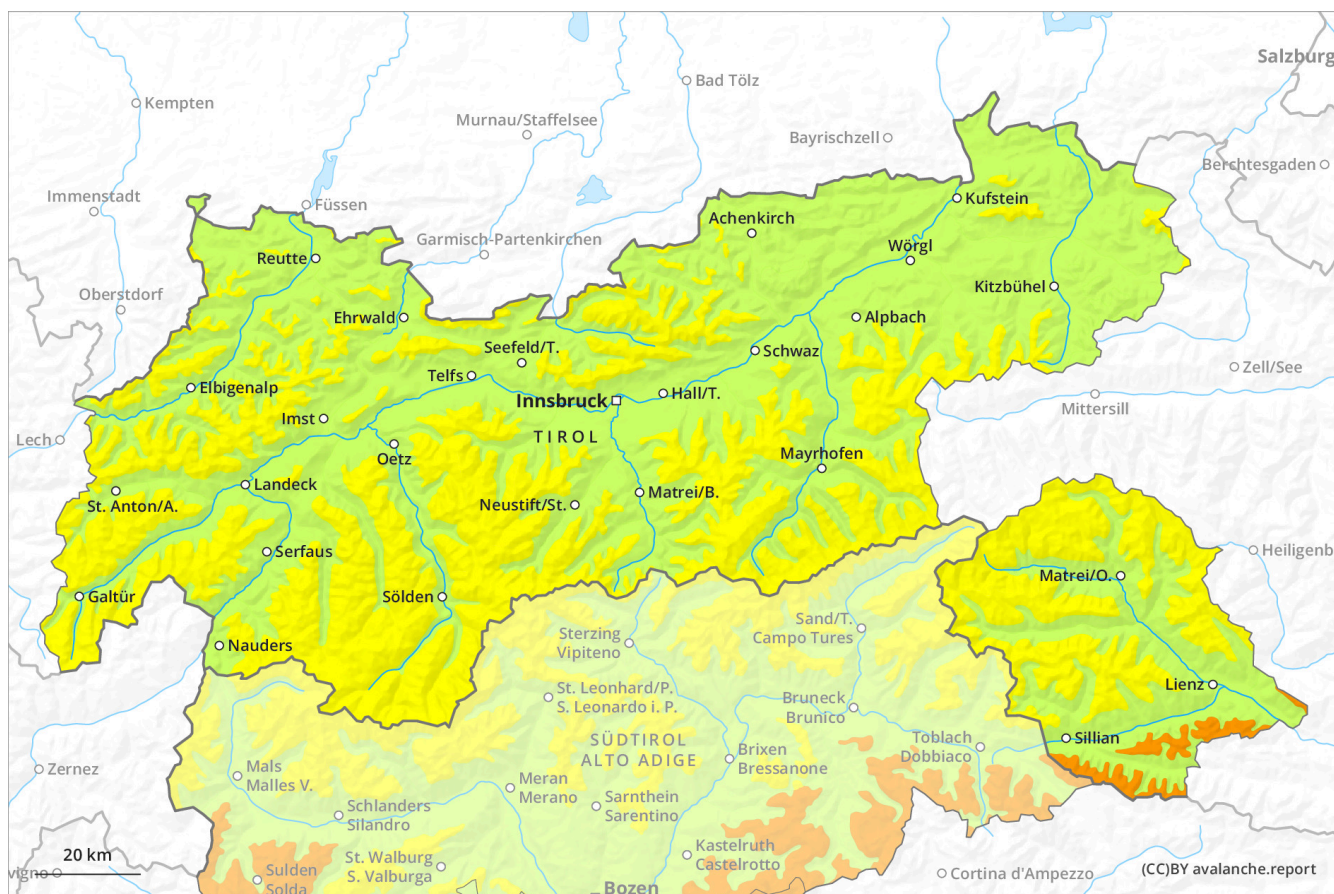 Salzburg
Bad Tölz
Kempten
Murnau/Staffelsee
Bayrischzell
Berchtesgaden
Immenstadt
Füssen
Kufstein
Achenkirch
Garmisch-Partenkirchen
Wörgl
Reutte
Kitzbühel
Oberstdorf
Ehrwald
Alpbach
Seefeld/T.
Schwaz
Zell/See
Telfs
Elbigenalp
Hall/T.
Innsbruck
Mittersill
Imst
TIROL
Lech
Oetz
Mayrhofen
Landeck
Matrei/B.
St. Anton/A.
Neustift/St.
Serfaus
Heiligenb
Matrei/O.
Galtür
Sölden
Sand/T.
Campo Tures
Sterzing
Vipiteno
Nauders
St. Leonhard/P.
S. Leonardo i. P.
Lienz
Bruneck
Brunico
SÜDTIROL
ALTO ADIGE
Toblach
Dobbiaco
Sillian
Brixen
Bressanone
Zernez
Mals
Malles V.
Meran
Merano
Sarnthein
Sarentino
Schlanders
Silandro
Kastelruth
Castelrotto
20 km
St. Walburg
S. Valburga
vigno
Sulden
Solda
Bozen
Cortina d'Ampezzo
(CC)BY avalanche.report